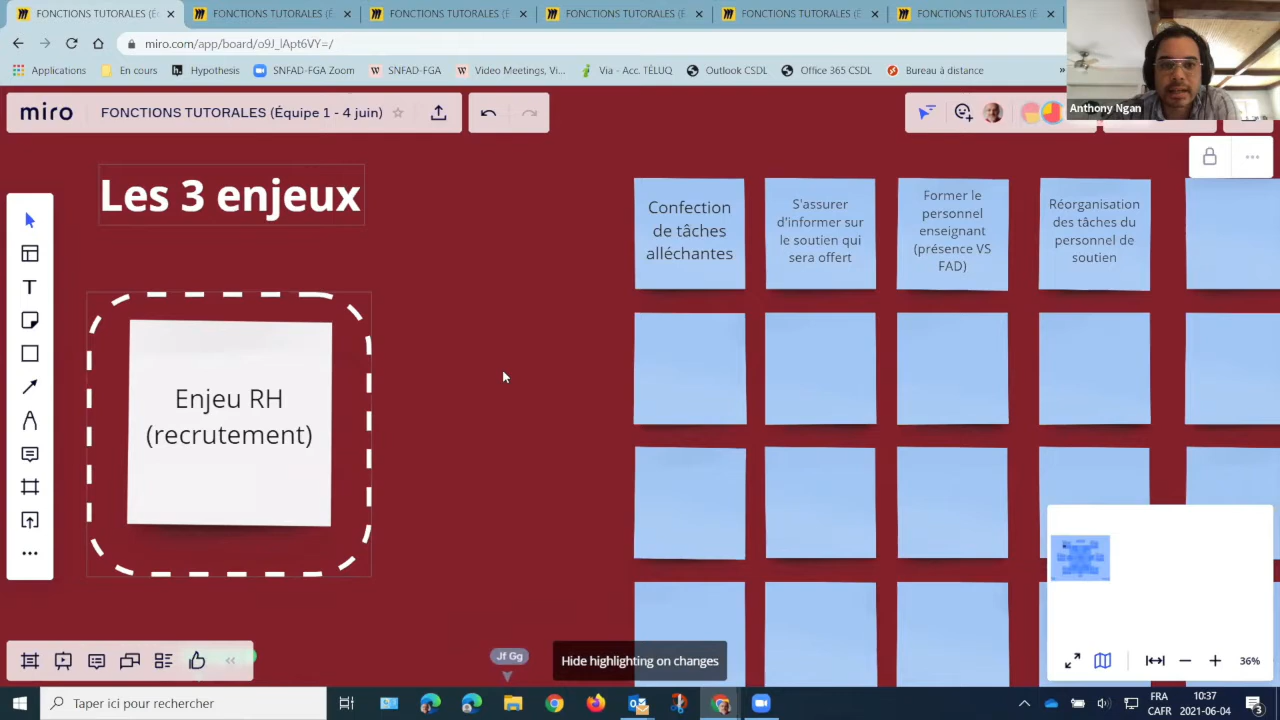 FONCTIONS TUTORALES (É
FONCTIONS TUTORALES (É
FONCTIONS TUTORALES (É
FONCTIONS TUTORALES (É
FONCTIONS TUTORALES (É
FONCTIONS TUTORALES (É
miro.com/app/board/o9J_lApt6VY=/
Applications
En cours
Hypothesis
SNFAD-FGA Zoom
SNFAD-FGA
Video Meetings, Vi...
Via - Acc. TÉLUQ
Outlook CSDL
Office 365 CSDL
Bureau à distance
»
Anthony Ngan
miro
FONCTIONS TUTORALES (Équipe 1 - 4 juin)
Les 3 enjeux
Enjeu RH
(recrutement)
Confection
de tâches
alléchantes
S'assurer
d'informer sur
le soutien qui
sera offert
Former le
personnel
enseignant
(présence VS
FAD)
Réorganisation
des tâches du
personnel de
soutien
Jf Gg
Hide highlighting on changes
36%
Taper ici pour rechercher
FRA
CAFR
10:37
2021-06-04
3